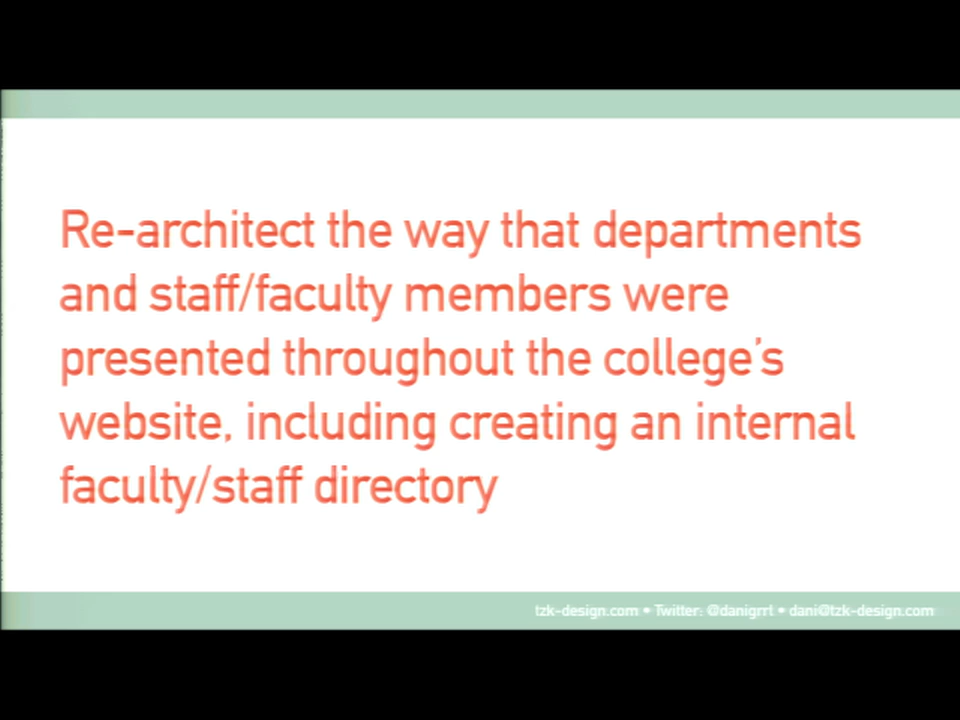 Re-architect the way that departments
and staff/faculty members were
presented throughout the college's
website, including creating an internal
faculty/staff directory
tzk-design.com • Twitter: @danigrrl • dani@tzk-design.com